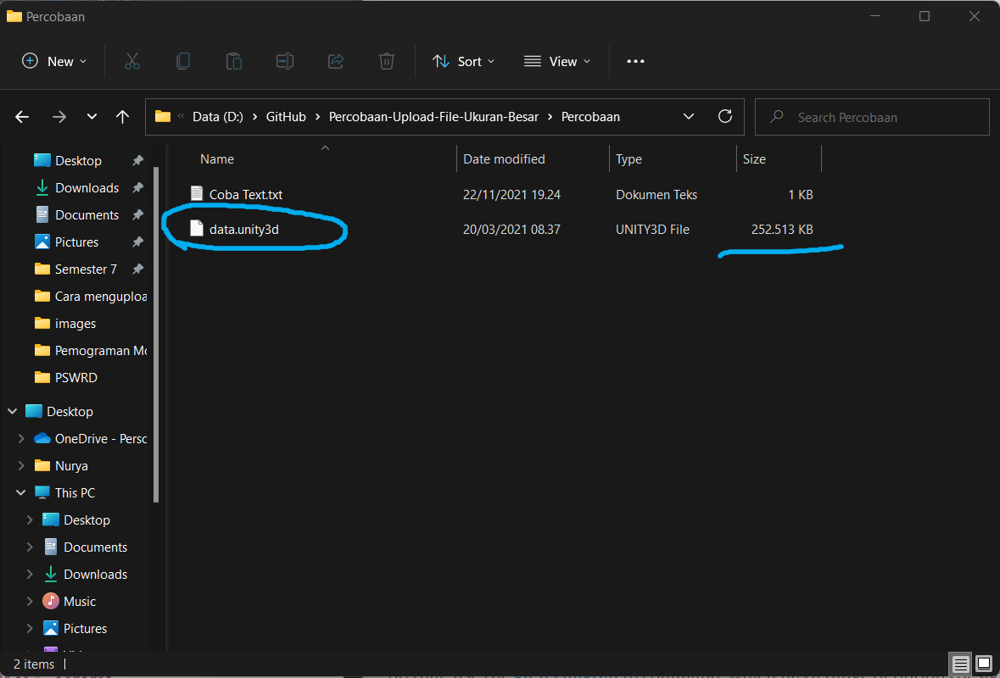 Percobaan
New
Sort
View
Data (D:) GitHub Percobaan-Upload-File-Ukuran-Besar Percobaan
Search Percobaan
Desktop
Downloads
Documents
Pictures
Semester 7
Cara menguploa
images
Pemograman Mo
PSWRD
Desktop
OneDrive - Perso
Nurya
This PC
Desktop
Documents
Downloads
Music
Pictures
Name Date modified Type Size
Coba Text.txt 22/11/2021 19.24 Dokumen Teks 1 KB
data.unity3d 20/03/2021 08.37 UNITY3D File 252.513 KB
2 items